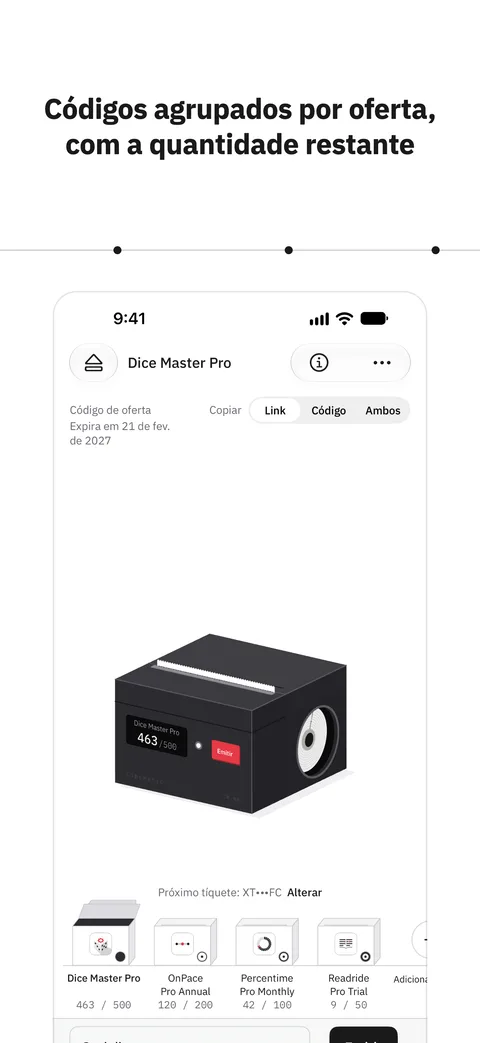 Códigos agrupados por oferta,
com a quantidade restante
9:41
Dice Master Pro
Código de oferta
Expira em 21 de fev.
de 2027
Copiar
Link
Código
Ambos
Dice Master Pro
463/500
Emitir
Próximo tíquete: XT•••FC Alterar
Dice Master Pro
463 / 500
OnPace
Pro Annual
120 / 200
Percentime
Pro Monthly
42 / 100
Readride
Pro Trial
9 / 50